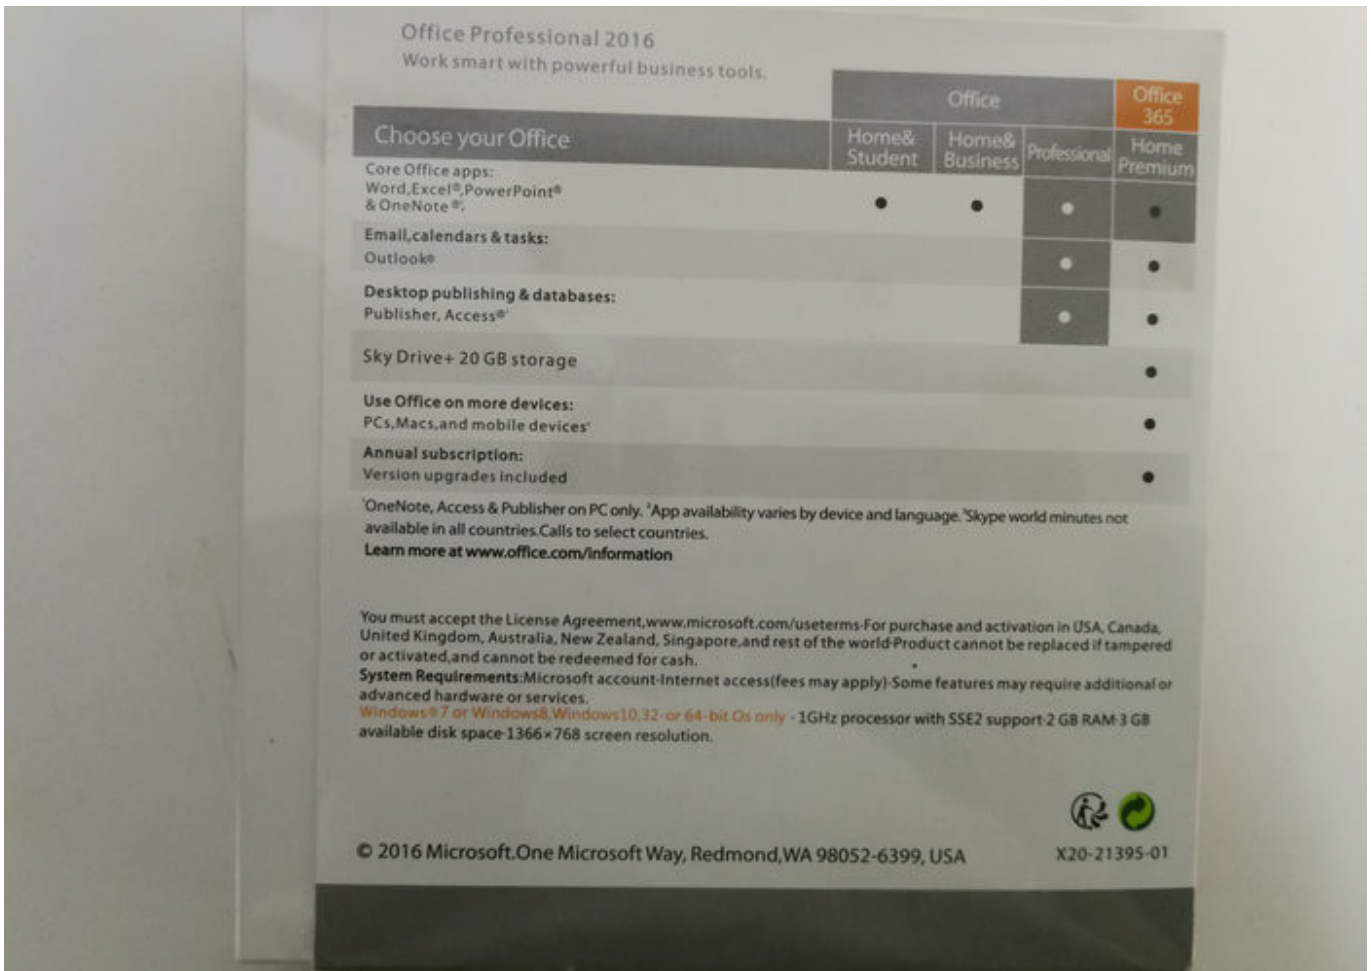 Office Professional 2016
Work smart with powerful business tools.
Office
Office
365
Choose your Office
Home&
Student
Home&
Business
Professional
Home
Premium
Core Office apps:
Word,Excel®,PowerPoint®
& OneNote ®¹,
Email,calendars & tasks:
Outlook®
Desktop publishing & databases:
Publisher, Access®¹
Sky Drive+ 20 GB storage
Use Office on more devices:
PCs,Macs,and mobile devices²
Annual subscription:
Version upgrades included
¹OneNote, Access & Publisher on PC only. ²App availability varies by device and language. ³Skype world minutes not
available in all countries.Calls to select countries.
Learn more at www.office.com/information
You must accept the License Agreement,www.microsoft.com/useterms·For purchase and activation in USA, Canada,
United Kingdom, Australia, New Zealand, Singapore,and rest of the world·Product cannot be replaced if tampered
or activated,and cannot be redeemed for cash.
System Requirements:Microsoft account·Internet access(fees may apply)·Some features may require additional or
advanced hardware or services.
Windows®7 or Windows8,Windows10,32-or 64-bit Os only · 1GHz processor with SSE2 support·2 GB RAM·3 GB
available disk space·1366×768 screen resolution.
© 2016 Microsoft.One Microsoft Way, Redmond,WA 98052-6399, USA
X20-21395-01